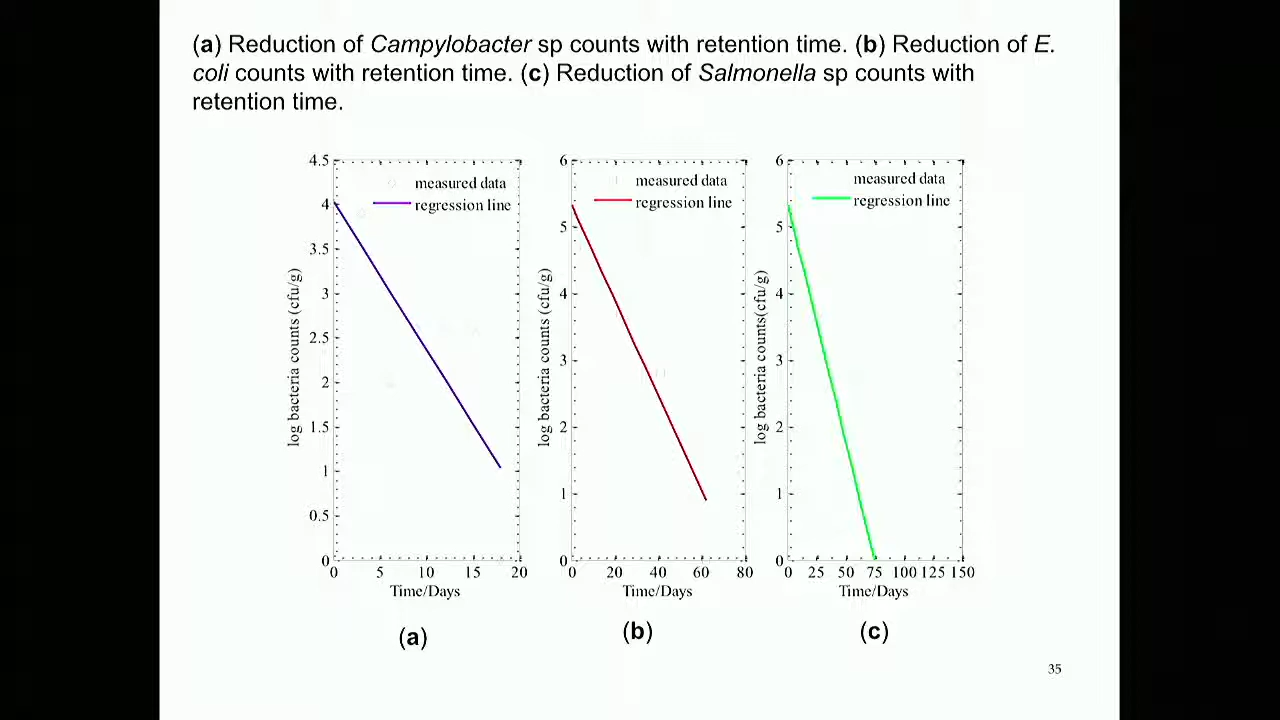 (a) Reduction of Campylobacter sp counts with retention time. (b) Reduction of E.
coli counts with retention time. (c) Reduction of Salmonella sp counts with
retention time.
4.5
4
3.5
3
2.5
2
1.5
1
0.5
0
log bacteria counts (cfu/g)
measured data
regression line
0 5 10 15 20
Time/Days
(a)
6
5
4
3
2
1
0
log bacteria counts (cfu/g)
measured data
regression line
0 20 40 60 80
Time/Days
(b)
6
5
4
3
2
1
0
log bacteria counts(cfu/g)
measured data
regression line
0 25 50 75 100 125 150
Time/Days
(c)
35